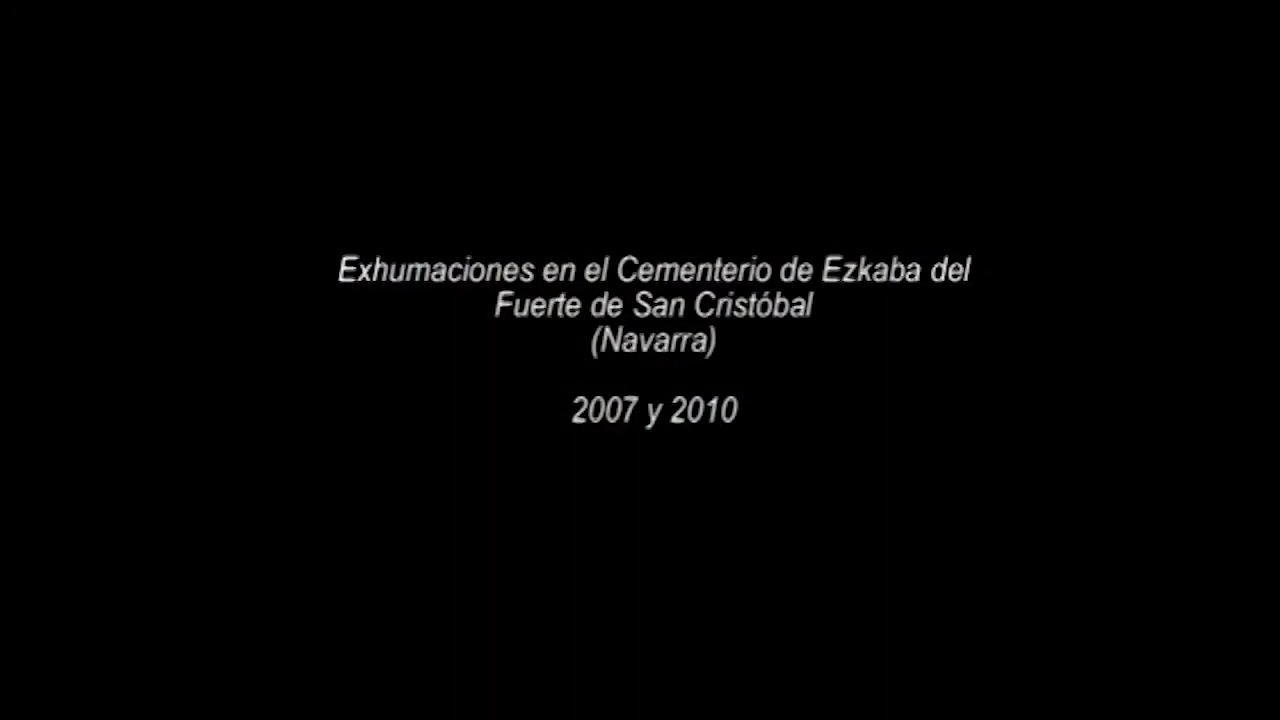 Exhumaciones en el Cementerio de Ezkaba del
Fuerte de San Cristóbal
(Navarra)
2007 y 2010